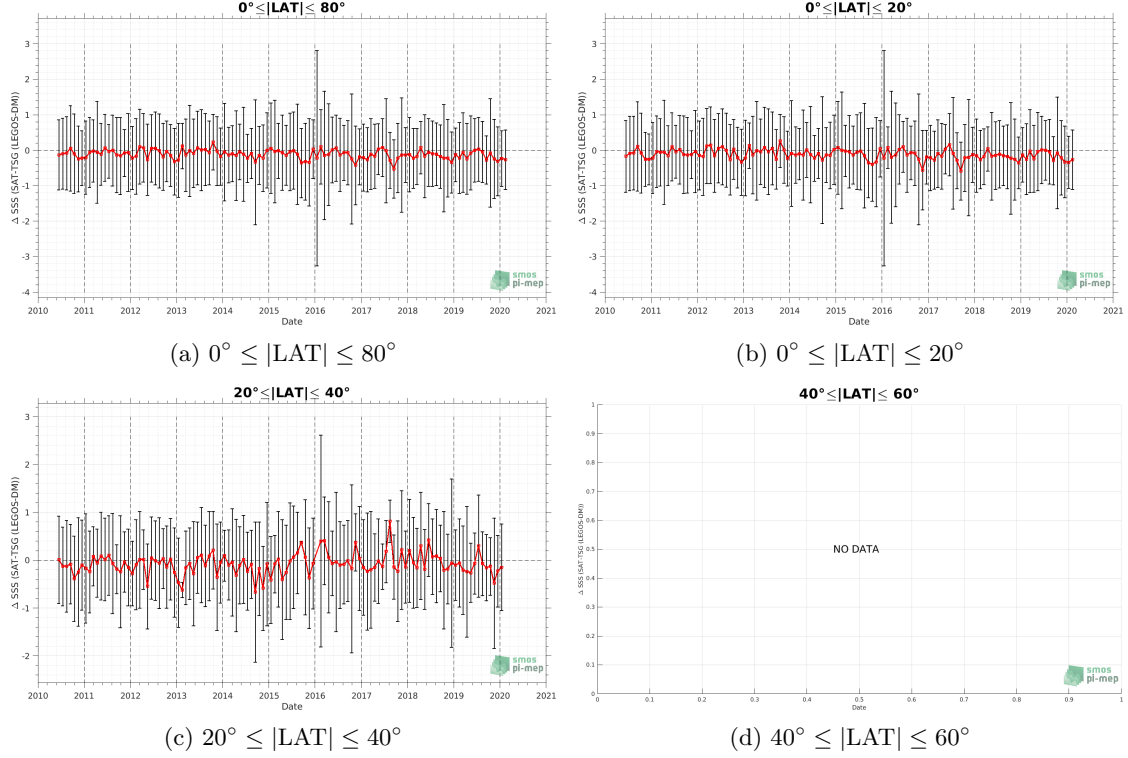 0°≤|LAT|≤ 80°
Δ SSS (SAT-TSG (LEGOS-DM))
3
2
1
0
-1
-2
-3
-4
2010 2011 2012 2013 2014 2015 2016 2017 2018 2019 2020 2021
Date
smos
pi-mep
(a) 0° ≤ |LAT| ≤ 80°
0°≤|LAT|≤ 20°
Δ SSS (SAT-TSG (LEGOS-DM))
3
2
1
0
-1
-2
-3
-4
2010 2011 2012 2013 2014 2015 2016 2017 2018 2019 2020 2021
Date
smos
pi-mep
(b) 0° ≤ |LAT| ≤ 20°
20°≤|LAT|≤ 40°
Δ SSS (SAT-TSG (LEGOS-DM))
3
2
1
0
-1
-2
2010 2011 2012 2013 2014 2015 2016 2017 2018 2019 2020 2021
Date
smos
pi-mep
(c) 20° ≤ |LAT| ≤ 40°
40°≤|LAT|≤ 60°
Δ SSS (SAT-TSG (LEGOS-DM))
1
0.9
0.8
0.7
0.6
0.5
0.4
0.3
0.2
0.1
0
NO DATA
0 0.1 0.2 0.3 0.4 0.5 0.6 0.7 0.8 0.9 1
Date
smos
pi-mep
(d) 40° ≤ |LAT| ≤ 60°